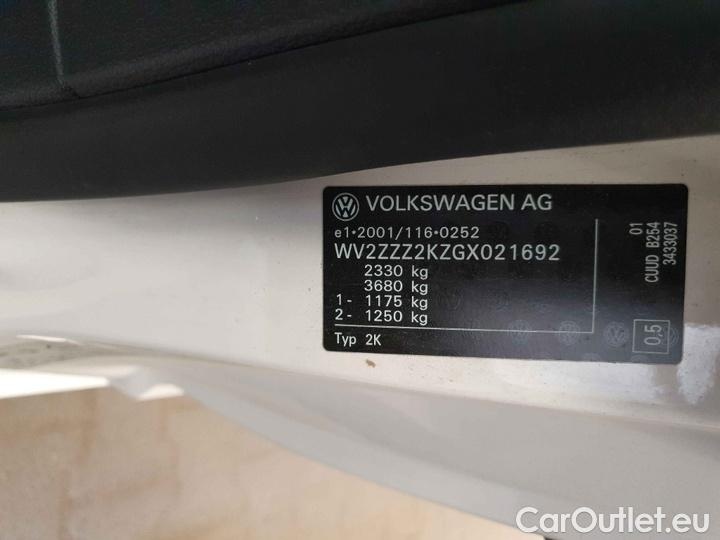 VOLKSWAGEN AG
e1*2001/116*0252
WV2ZZZ2KZGX021692
2330 kg
3680 kg
1- 1175 kg
2- 1250 kg
Typ 2K
01
CUUD B254
3433037
0,5
CarOutlet.eu